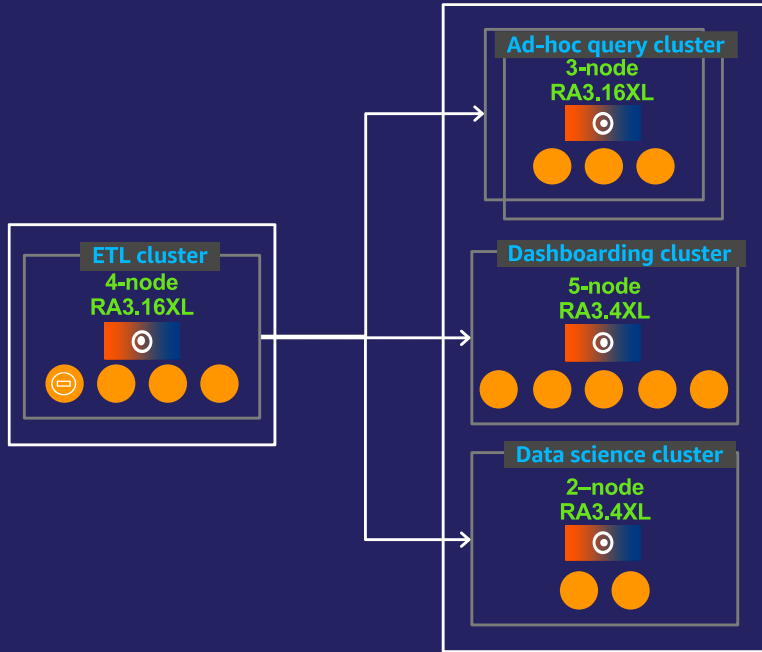 ETL cluster
4-node
RA3.16XL
Ad-hoc query cluster
3-node
RA3.16XL
Dashboarding cluster
5-node
RA3.4XL
Data science cluster
2–node
RA3.4XL